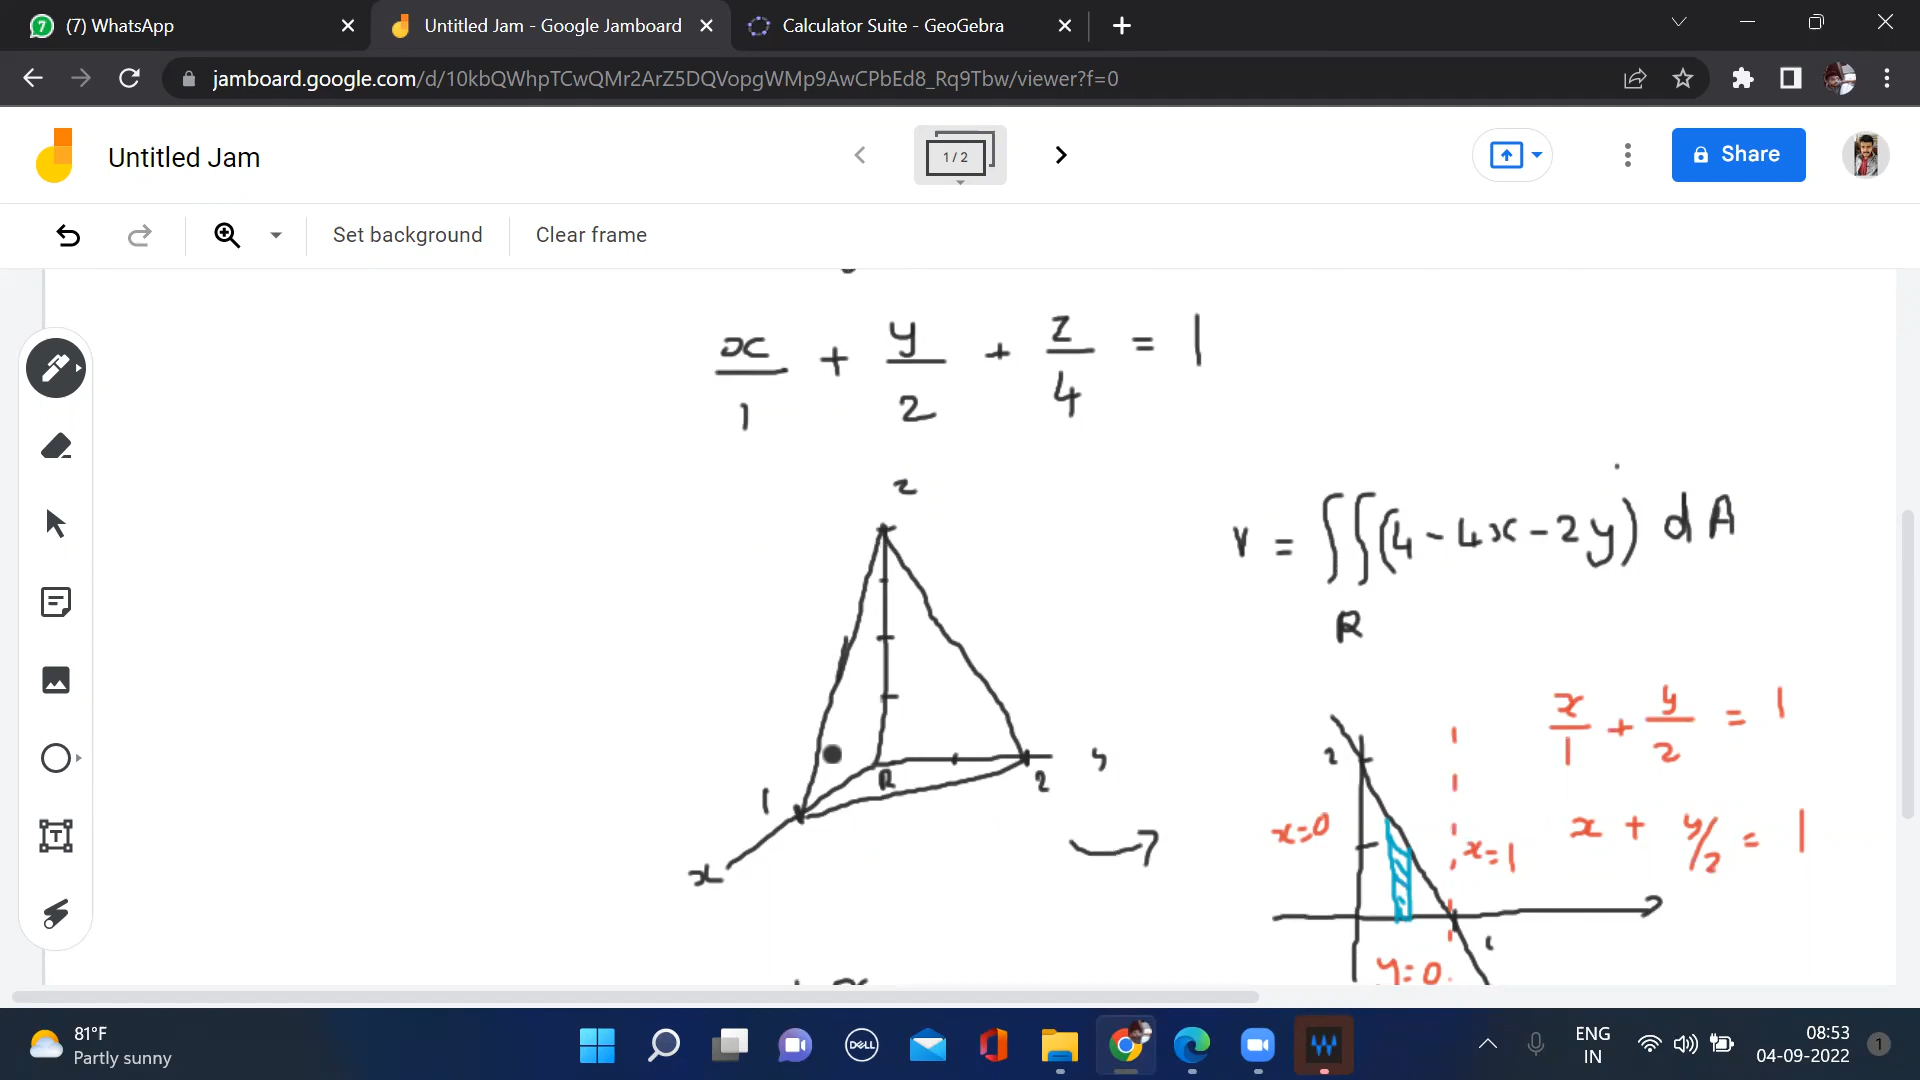 (7) WhatsApp
Untitled Jam - Google Jamboard
Calculator Suite - GeoGebra
jamboard.google.com/d/10kbQWhpTCwQMr2ArZ5DQVopgWMp9AwCPbEd8_Rq9Tbw/viewer?f=0
Untitled Jam
1 / 2
Share
Set background
Clear frame
x/1 + y/2 + z/4 = 1
z
V = ∫∫(4 - 4x - 2y) dA
R
x/1 + y/2 = 1
2
y
R
2
1
x
x=0
x=1
x + y/2 = 1
1
y=0.
81°F
Partly sunny
DELL
ENG
IN
08:53
04-09-2022
1